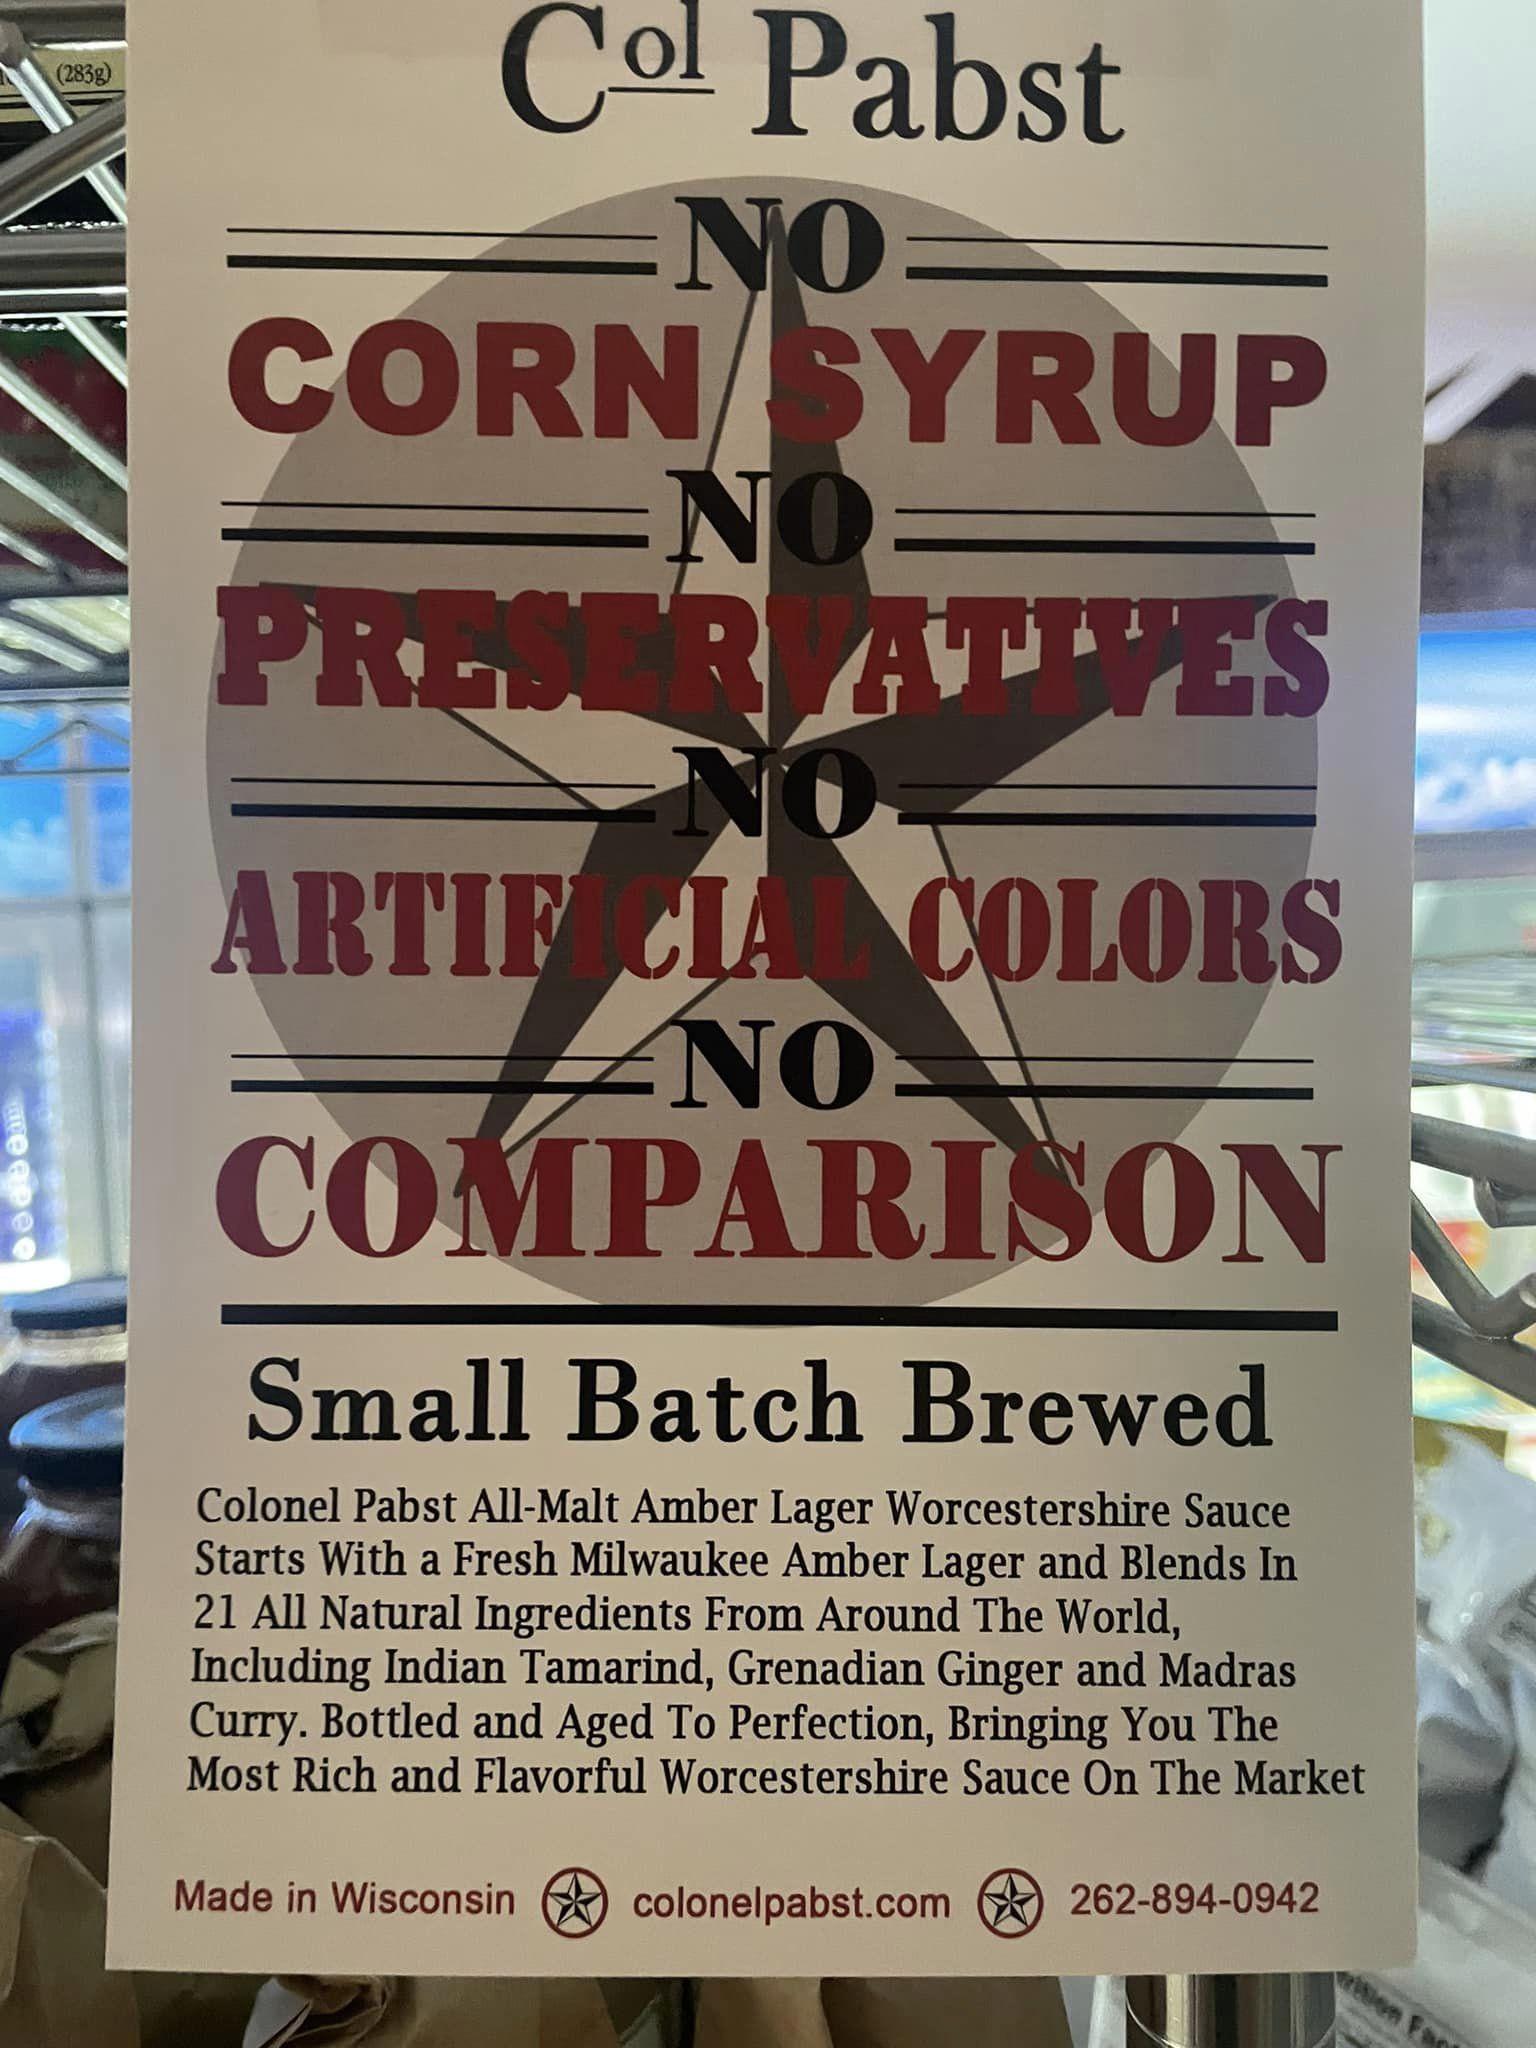 (283g)
Col Pabst
NO
CORN SYRUP
NO
PRESERVATIVES
NO
ARTIFICIAL COLORS
NO
COMPARISON
Small Batch Brewed
Colonel Pabst All-Malt Amber Lager Worcestershire Sauce
Starts With a Fresh Milwaukee Amber Lager and Blends In
21 All Natural Ingredients From Around The World,
Including Indian Tamarind, Grenadian Ginger and Madras
Curry. Bottled and Aged To Perfection, Bringing You The
Most Rich and Flavorful Worcestershire Sauce On The Market
Made in Wisconsin colonelpabst.com 262-894-0942